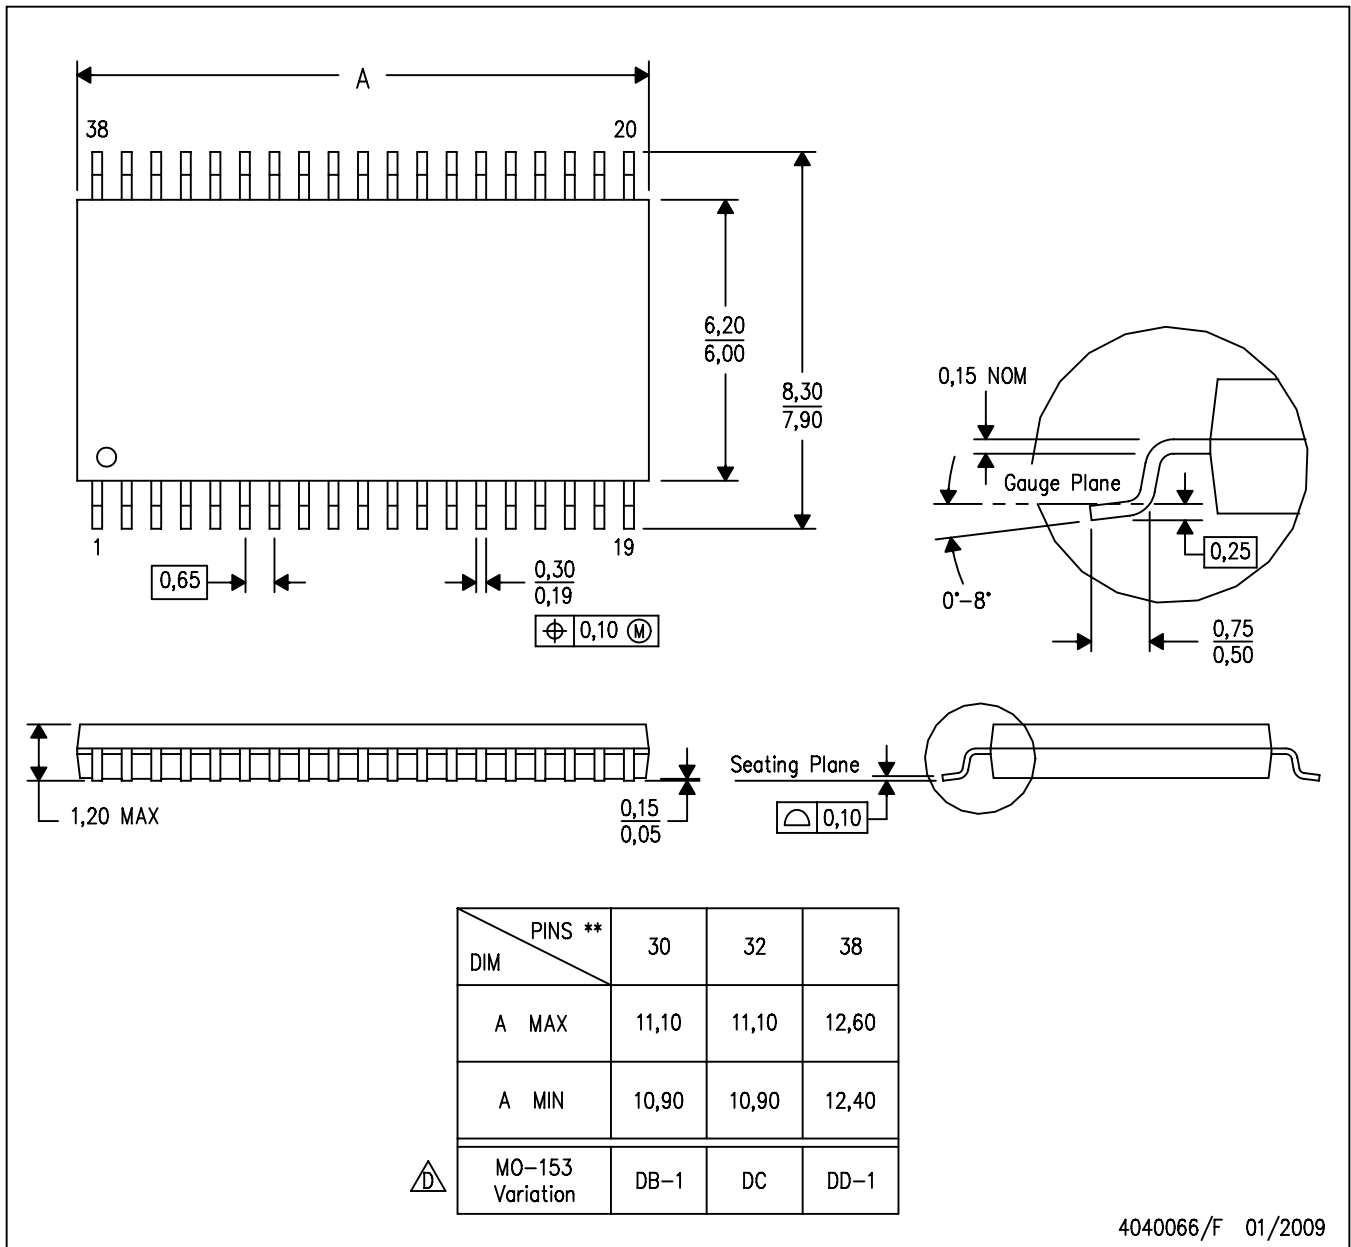 A
38 20
6,20
6,00
8,30
7,90
1 19
0,65
0,30
0,19
0,10 Ⓜ
0,15 NOM
Gauge Plane
0,25
0°–8°
0,75
0,50
1,20 MAX
0,15
0,05
Seating Plane
0,10
PINS **
DIM
30 32 38
A MAX 11,10 11,10 12,60
A MIN 10,90 10,90 12,40
D
MO–153
Variation
DB–1 DC DD–1
4040066/F 01/2009